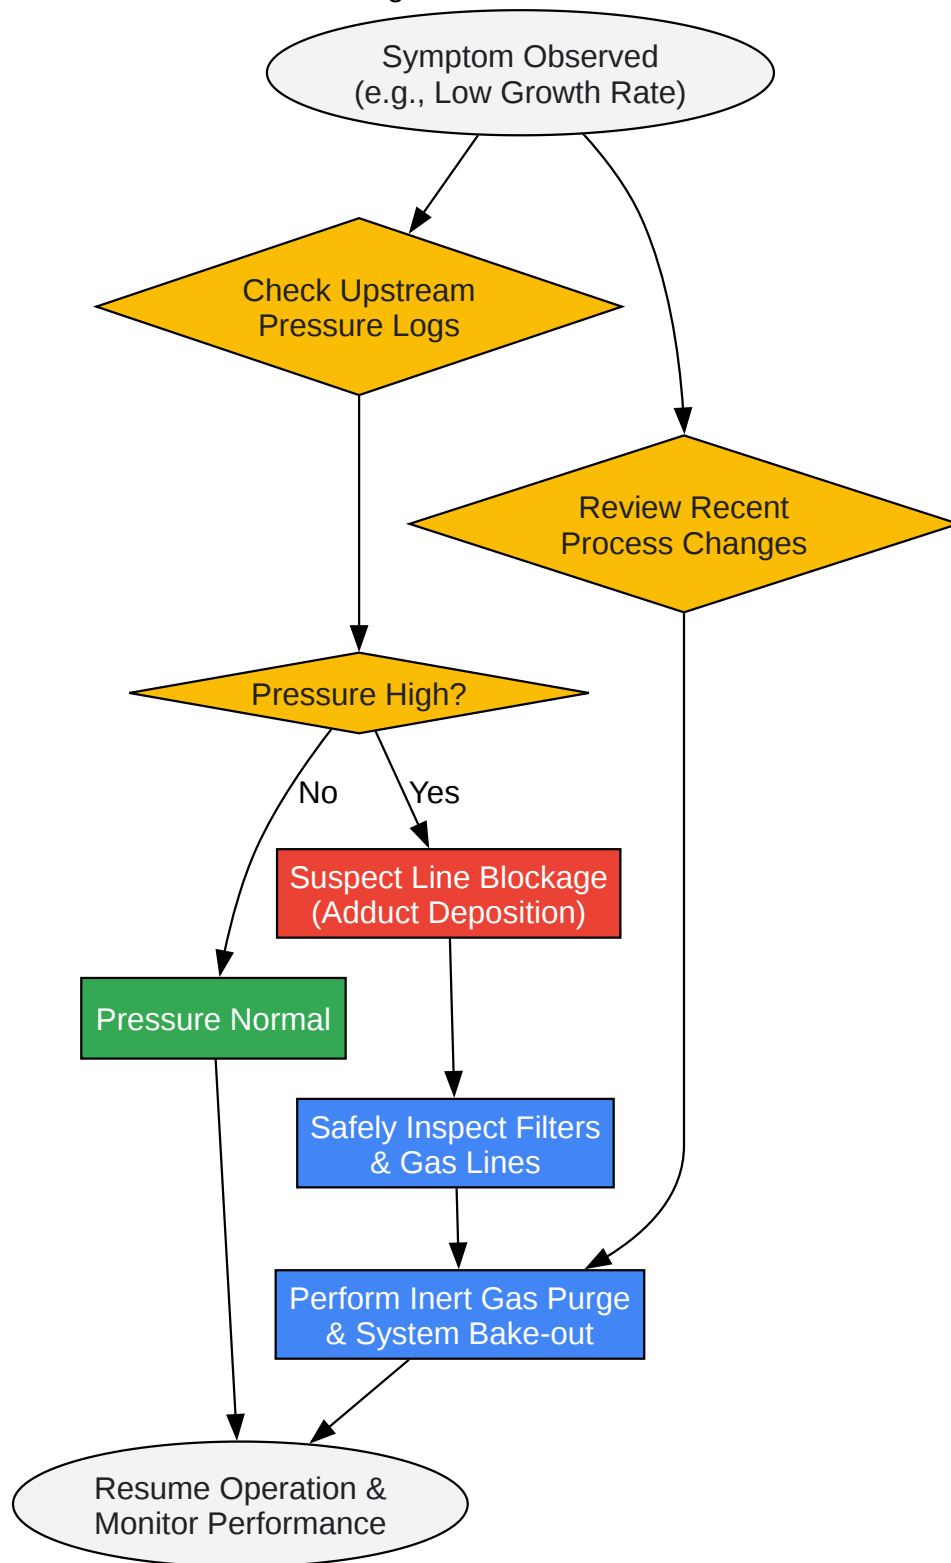 Symptom Observed
(e.g., Low Growth Rate)
Check Upstream
Pressure Logs
Review Recent
Process Changes
Pressure High?
No
Yes
Suspect Line Blockage
(Adduct Deposition)
Pressure Normal
Safely Inspect Filters
& Gas Lines
Perform Inert Gas Purge
& System Bake-out
Resume Operation &
Monitor Performance